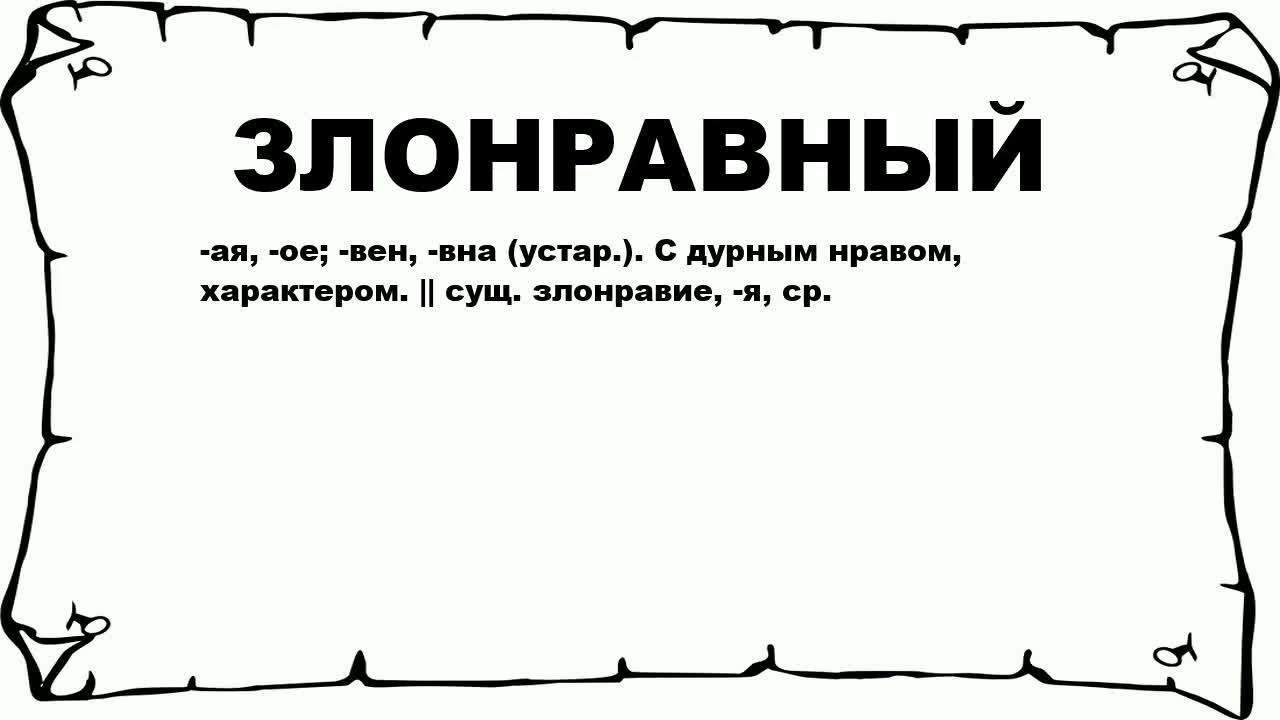 ЗЛОНРАВНЫЙ
-ая, -ое; -вен, -вна (устар.). С дурным нравом,
характером. || сущ. злонравие, -я, ср.